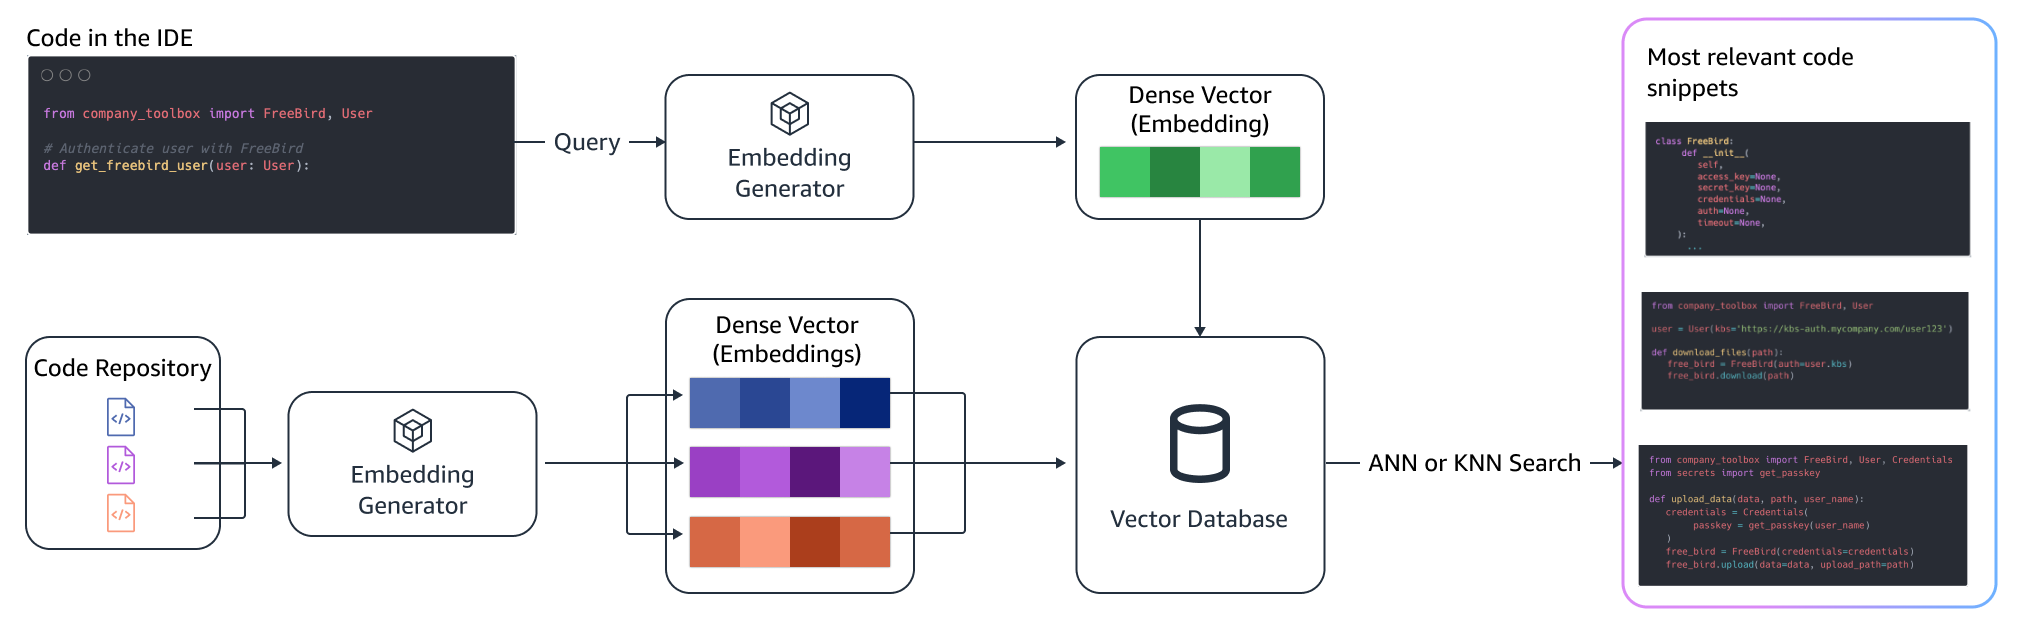 Code in the IDE
from company_toolbox import FreeBird, User
# Authenticate user with FreeBird
def get_freebird_user(user: User):
Query
Embedding
Generator
Dense Vector
(Embedding)
Code Repository
</>
</>
</>
Embedding
Generator
Dense Vector
(Embeddings)
Vector Database
ANN or KNN Search
Most relevant code
snippets
class FreeBird:
def __init__(
self,
access_key=None,
secret_key=None,
credentials=None,
auth=None,
timeout=None,
):
...
from company_toolbox import FreeBird, User
user = User(kbs='https://kbs-auth.mycompany.com/user123')
def download_files(path):
free_bird = FreeBird(auth=user.kbs)
free_bird.download(path)
from company_toolbox import FreeBird, User, Credentials
from secrets import get_passkey
def upload_data(data, path, user_name):
credentials = Credentials(
passkey = get_passkey(user_name)
)
free_bird = FreeBird(credentials=credentials)
free_bird.upload(data=data, upload_path=path)